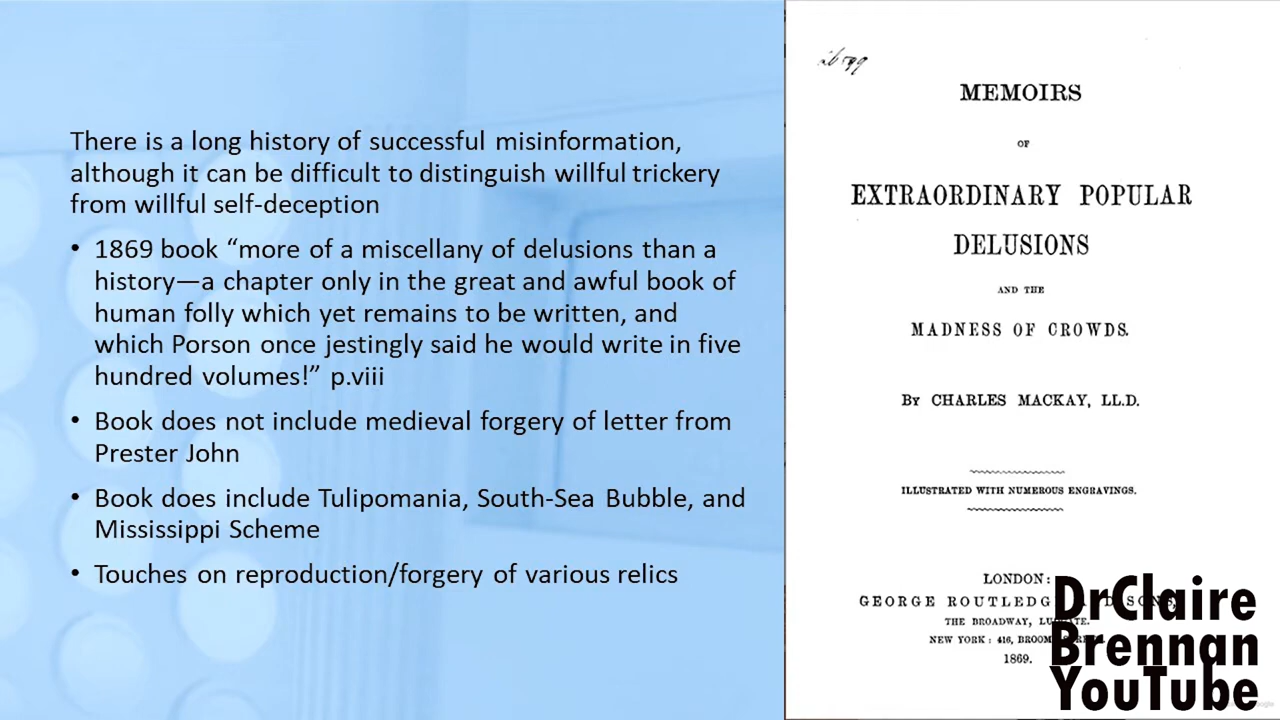 There is a long history of successful misinformation,
although it can be difficult to distinguish willful trickery
from willful self-deception
• 1869 book “more of a miscellany of delusions than a
history—a chapter only in the great and awful book of
human folly which yet remains to be written, and
which Porson once jestingly said he would write in five
hundred volumes!” p.viii
• Book does not include medieval forgery of letter from
Prester John
• Book does include Tulipomania, South-Sea Bubble, and
Mississippi Scheme
• Touches on reproduction/forgery of various relics
MEMOIRS
OF
EXTRAORDINARY POPULAR
DELUSIONS
AND THE
MADNESS OF CROWDS.
By CHARLES MACKAY, LL.D.
ILLUSTRATED WITH NUMEROUS ENGRAVINGS.
LONDON:
GEORGE ROUTLEDG
THE BROADWAY,
NEW YORK: 416,
1869.
DrClaire
Brennan
YouTube